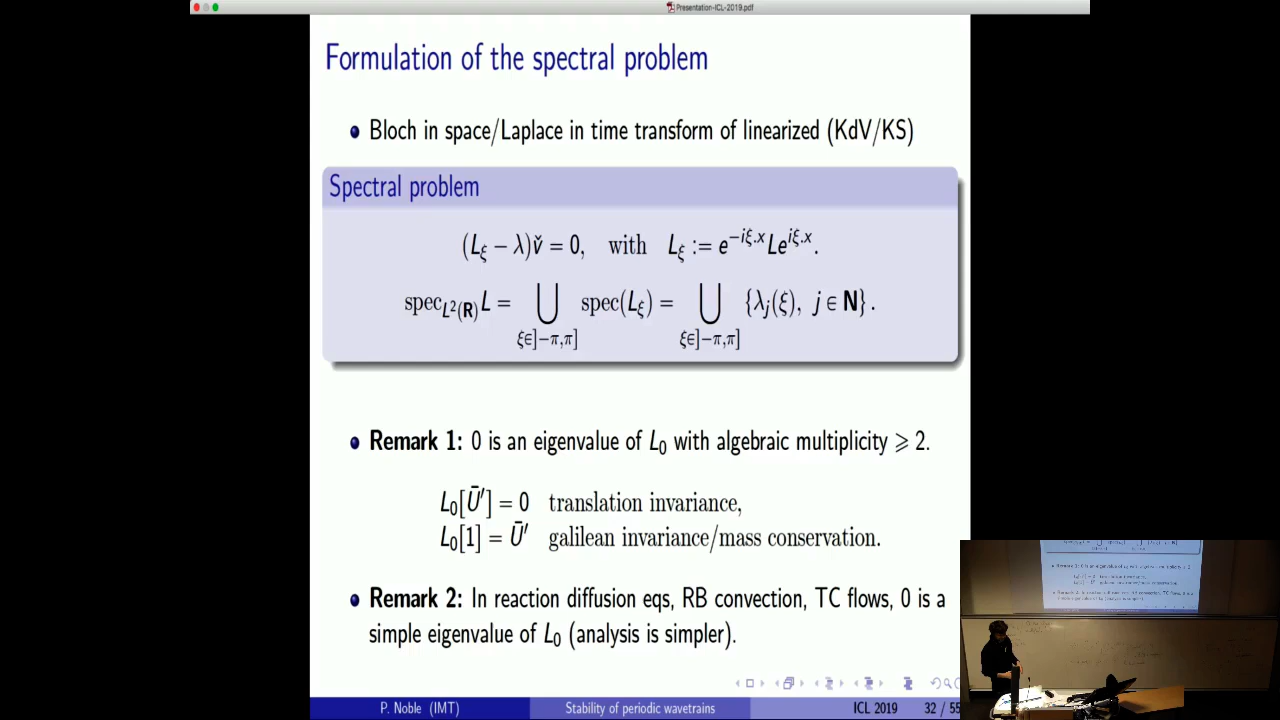 Presentation-ICL-2019.pdf
Formulation of the spectral problem
• Bloch in space/Laplace in time transform of linearized (KdV/KS)
Spectral problem
(L_ξ − λ)v̌ = 0, with L_ξ := e^{−iξ.x} L e^{iξ.x}.
spec_{L²(𝐑)} L = ⋃_{ξ∈]−π,π]} spec(L_ξ) = ⋃_{ξ∈]−π,π]} {λ_j(ξ), j ∈ 𝐍}.
• Remark 1: 0 is an eigenvalue of L₀ with algebraic multiplicity ⩾ 2.
L₀[Ū′] = 0 translation invariance,
L₀[1] = Ū′ galilean invariance/mass conservation.
• Remark 2: In reaction diffusion eqs, RB convection, TC flows, 0 is a
simple eigenvalue of L₀ (analysis is simpler).
P. Noble (IMT) Stability of periodic wavetrains ICL 2019 32 / 55